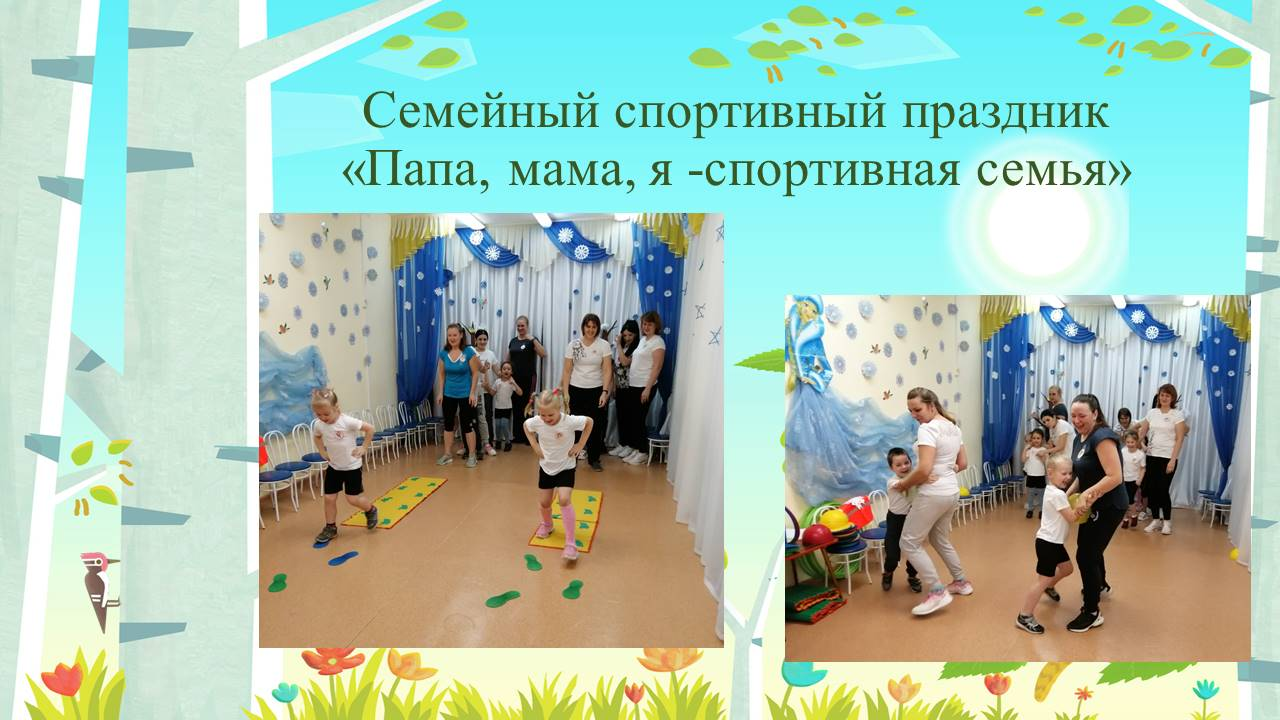 Семейный спортивный праздник
«Папа, мама, я -спортивная семья»